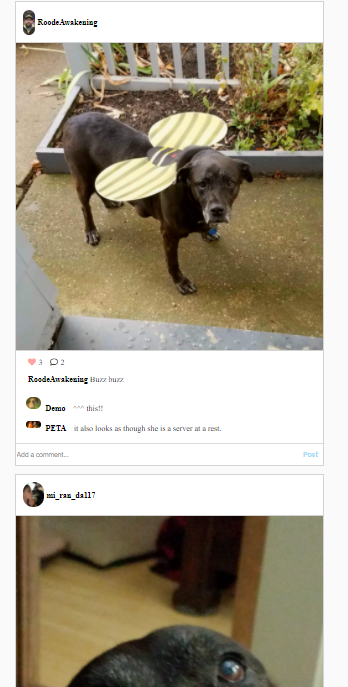 RoodeAwakening
3 2
RoodeAwakening Buzz buzz
Demo ^^^ this!!
PETA it also looks as though she is a server at a rest.
Add a comment... Post
mi_ran_da117